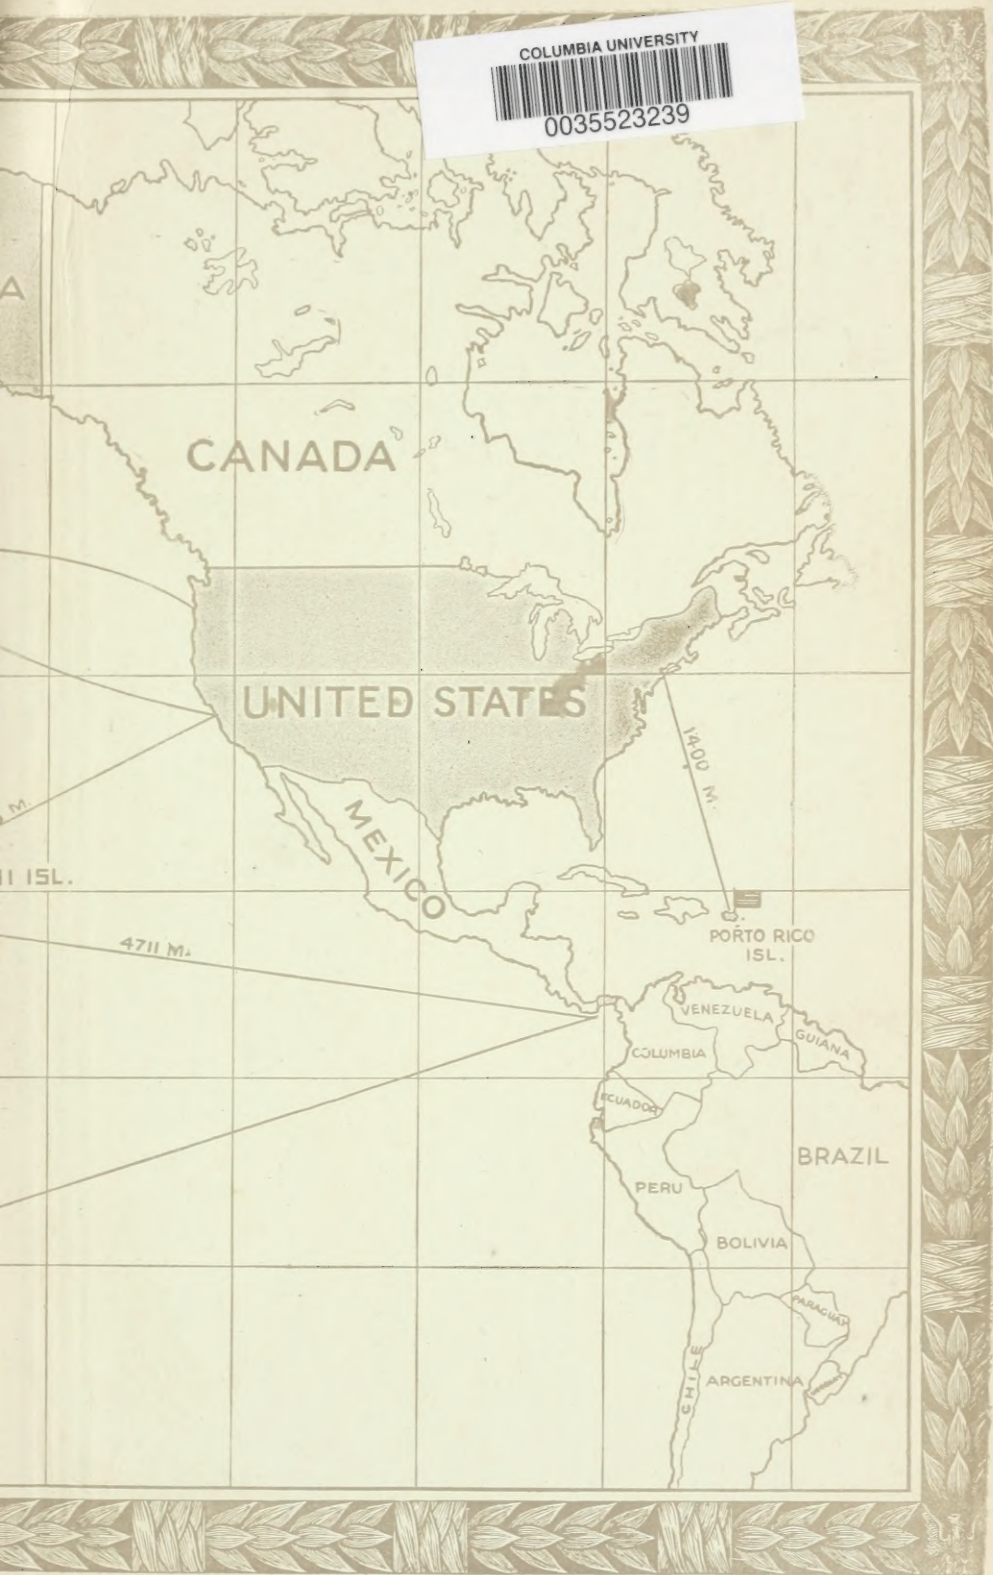 COLUMBIA UNIVERSITY
0035523239
A
CANADA
UNITED STATES
1400 M.
M.
MEXICO
II ISL.
PORTO RICO
ISL.
4711 M.
VENEZUELA
GUIANA
COLUMBIA
ECUADOR
BRAZIL
PERU
BOLIVIA
PARAGUAY
CHILE
ARGENTINA